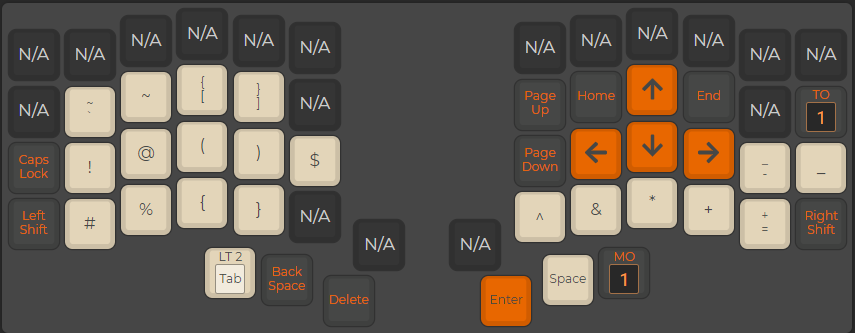 N/A N/A N/A N/A N/A N/A N/A N/A N/A N/A N/A N/A
N/A ~ ` ~ { [ } ] N/A Page Up Home ↑ End N/A TO 1
Caps Lock ! @ ( ) $ Page Down ← ↓ → _ - _
Left Shift # % { } N/A ^ & * + + = Right Shift
N/A N/A
LT 2 Tab Back Space Delete Enter Space MO 1